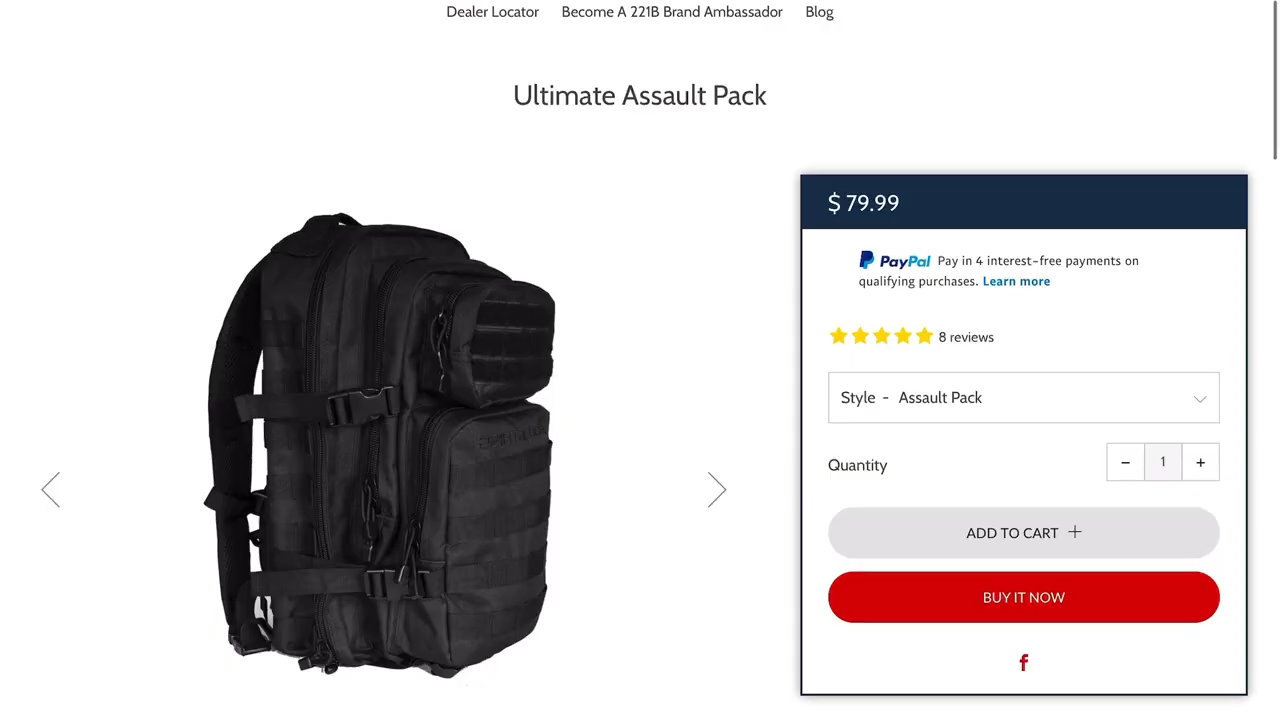 Dealer Locator Become A 221B Brand Ambassador Blog
Ultimate Assault Pack
$ 79.99
PayPal Pay in 4 interest-free payments on
qualifying purchases. Learn more
8 reviews
Style - Assault Pack
Quantity
− 1 +
ADD TO CART +
BUY IT NOW